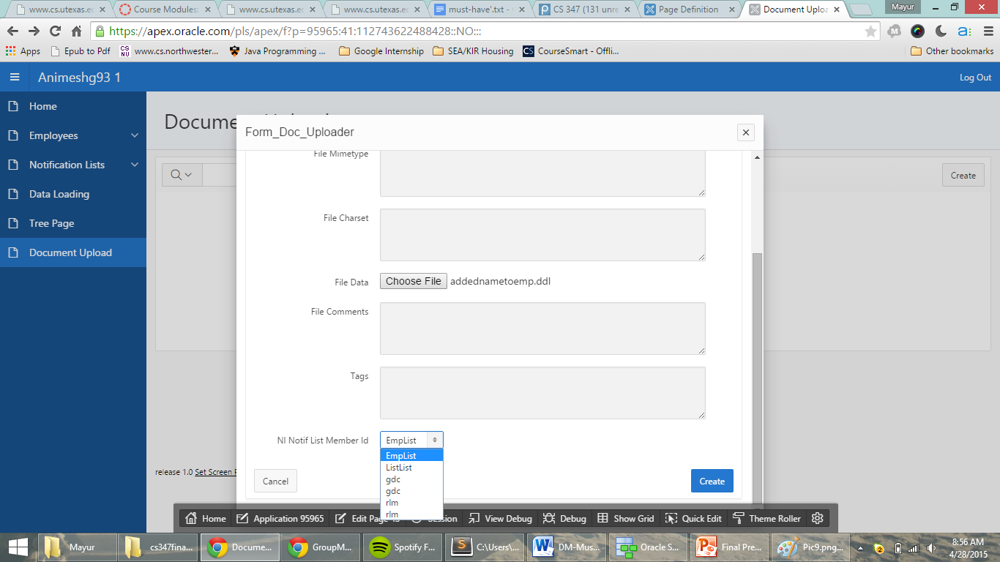 www.cs.utexas.ec
Course Modules:
www.cs.utexas.ec
www.cs.utexas.ec
must-have'.txt -
CS 347 (131 unre
Page Definition
Document Uploa
Mayur
https://apex.oracle.com/pls/apex/f?p=95965:41:112743622488428::NO:::
Apps
Epub to Pdf
www.cs.northwester...
Java Programming ...
Google Internship
SEA/KIR Housing
CourseSmart - Offli...
Other bookmarks
Animeshg93 1
Log Out
Home
Employees
Notification Lists
Data Loading
Tree Page
Document Upload
Form_Doc_Uploader
Create
File Mimetype
File Charset
File Data
Choose File addednametoemp.ddl
File Comments
Tags
Nl Notif List Member Id
EmpList
EmpList
ListList
gdc
gdc
rlm
rlm
Cancel
Create
release 1.0 Set Screen
Home
Application 95965
Edit Page
Session
View Debug
Debug
Show Grid
Quick Edit
Theme Roller
Mayur
cs347fina...
Docume...
GroupM...
Spotify F...
C:\Users\...
DM-Mus...
Oracle S...
Final Pre...
Pic9.png...
8:56 AM
4/28/2015